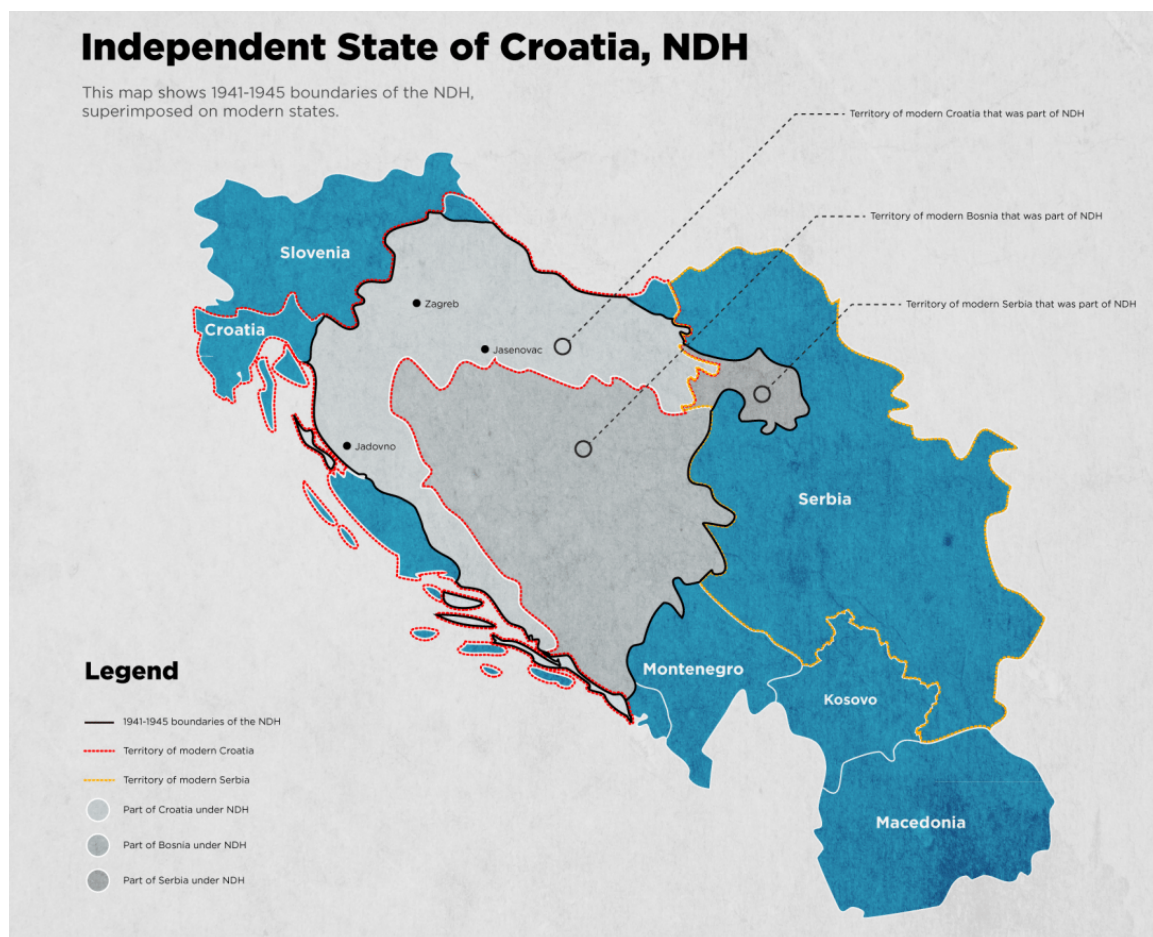 Independent State of Croatia, NDH
This map shows 1941-1945 boundaries of the NDH,
superimposed on modern states.
Territory of modern Croatia that was part of NDH
Territory of modern Bosnia that was part of NDH
Slovenia
Territory of modern Serbia that was part of NDH
Zagreb
Croatia
Jasenovac
Jadovno
Serbia
Montenegro
Kosovo
Macedonia
Legend
1941-1945 boundaries of the NDH
Territory of modern Croatia
Territory of modern Serbia
Part of Croatia under NDH
Part of Bosnia under NDH
Part of Serbia under NDH